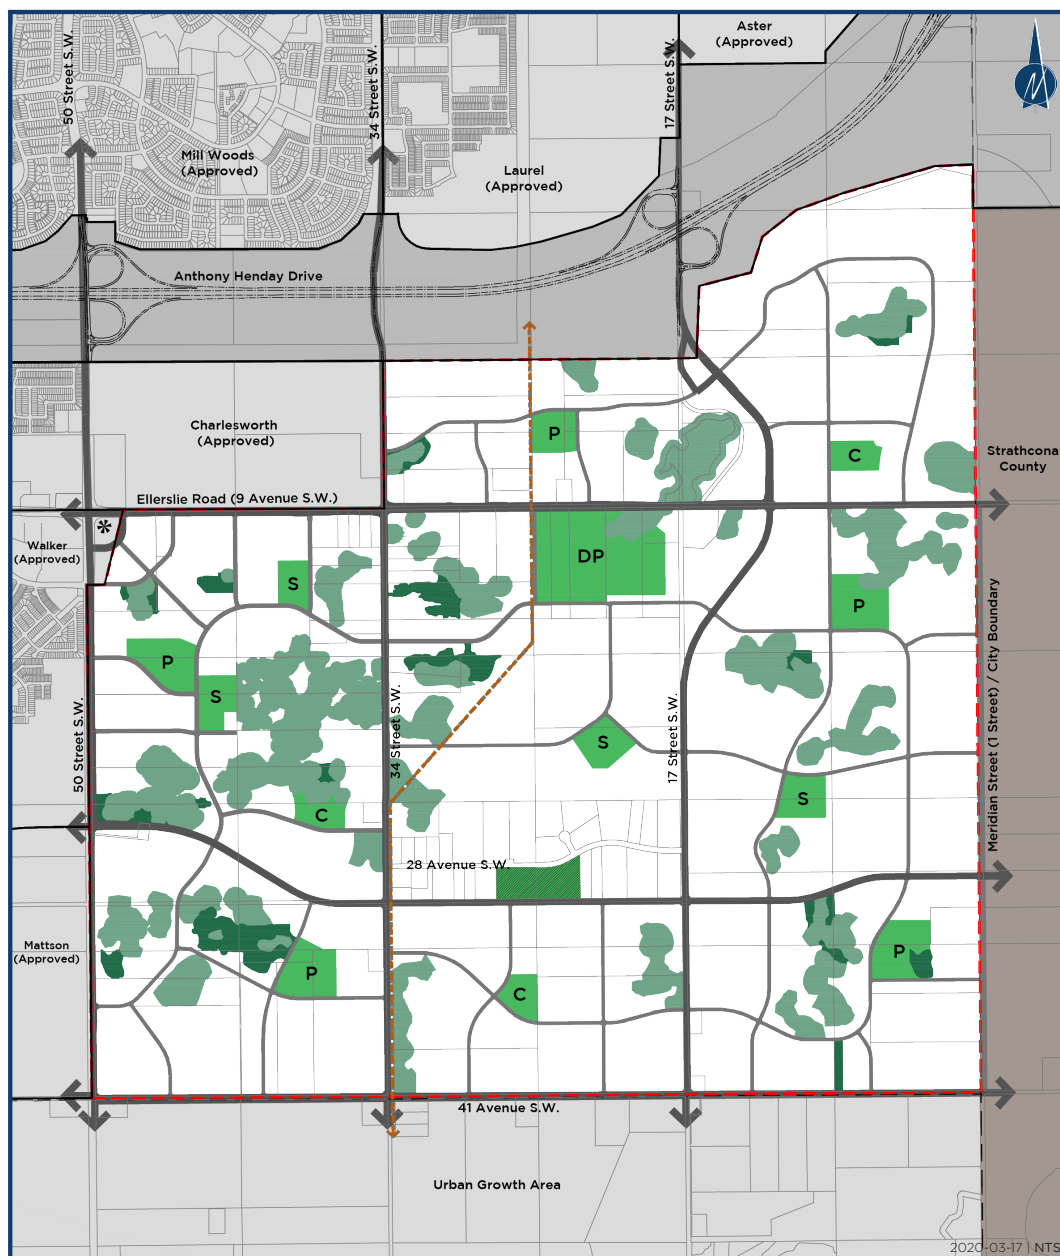 Aster
(Approved)
50 Street S.W.
34 Street S.W.
17 Street S.W.
N
Mill Woods
(Approved)
Laurel
(Approved)
Anthony Henday Drive
Charlesworth
(Approved)
P
C
Strathcona
County
Ellerslie Road (9 Avenue S.W.)
*
Walker
(Approved)
DP
S
P
P
S
Meridian Street (1 Street) / City Boundary
50 Street S.W.
34 Street S.W.
17 Street S.W.
S
S
C
28 Avenue S.W.
Mattson
(Approved)
P
P
C
41 Avenue S.W.
Urban Growth Area
2020-03-17 | NTS